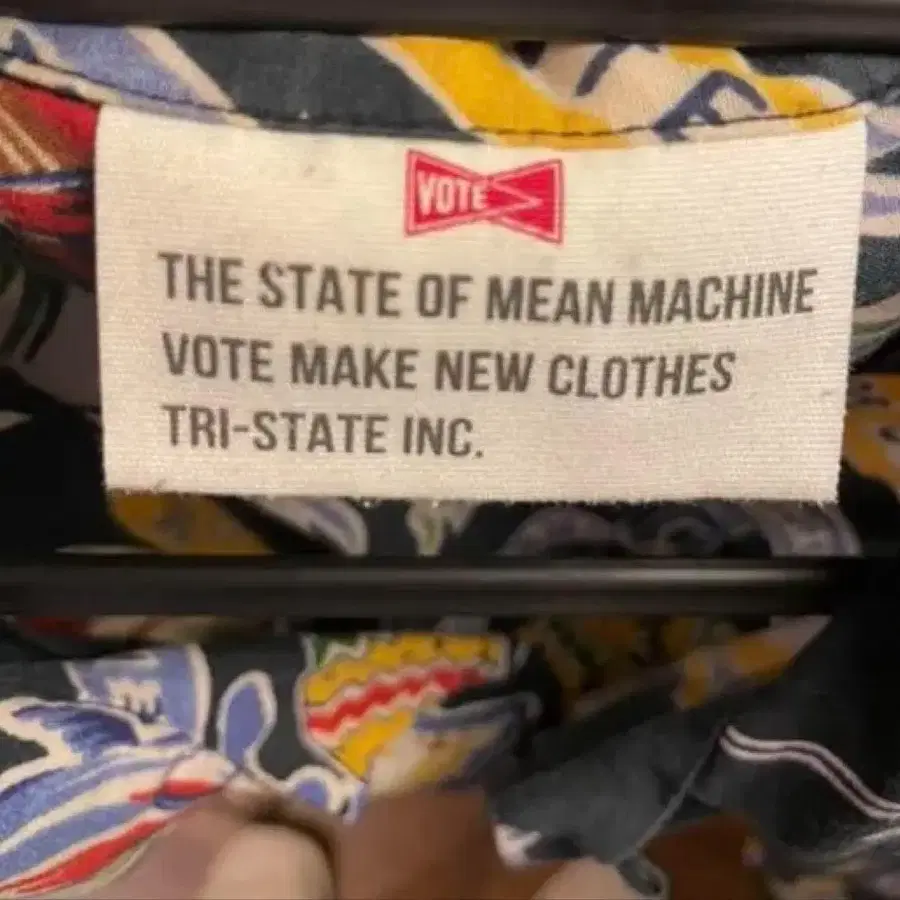 VOTE
THE STATE OF MEAN MACHINE
VOTE MAKE NEW CLOTHES
TRI-STATE INC.